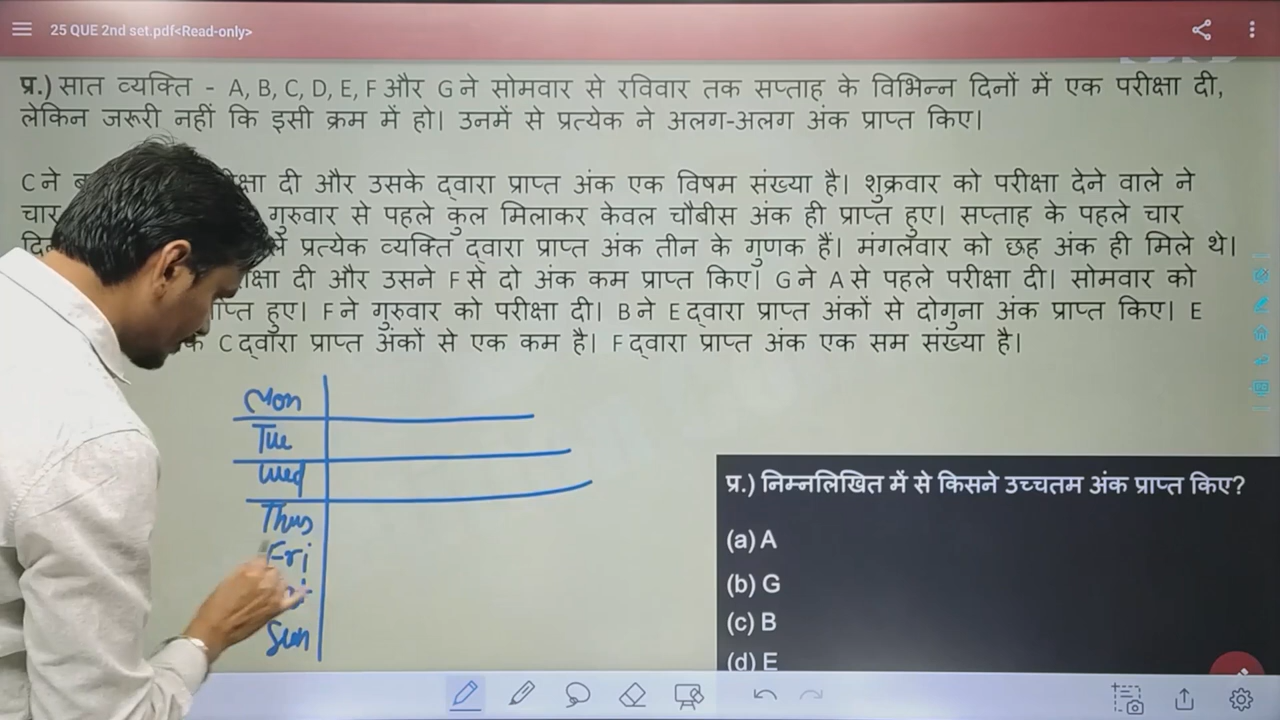 25 QUE 2nd set.pdf<Read-only>
प्र.) सात व्यक्ति - A, B, C, D, E, F और G ने सोमवार से रविवार तक सप्ताह के विभिन्न दिनों में एक परीक्षा दी,
लेकिन जरूरी नहीं कि इसी क्रम में हो। उनमें से प्रत्येक ने अलग-अलग अंक प्राप्त किए।
C ने दी और उसके द्वारा प्राप्त अंक एक विषम संख्या है। शुक्रवार को परीक्षा देने वाले ने
चार गुरुवार से पहले कुल मिलाकर केवल चौबीस अंक ही प्राप्त हुए। सप्ताह के पहले चार
प्रत्येक व्यक्ति द्वारा प्राप्त अंक तीन के गुणक हैं। मंगलवार को छह अंक ही मिले थे।
दी और उसने F से दो अंक कम प्राप्त किए। G ने A से पहले परीक्षा दी। सोमवार को
हुए। F ने गुरुवार को परीक्षा दी। B ने E द्वारा प्राप्त अंकों से दोगुना अंक प्राप्त किए। E
C द्वारा प्राप्त अंकों से एक कम है। F द्वारा प्राप्त अंक एक सम संख्या है।
Mon
Tue
Wed
Thus
Fri
Sun
प्र.) निम्नलिखित में से किसने उच्चतम अंक प्राप्त किए?
(a) A
(b) G
(c) B
(d) E